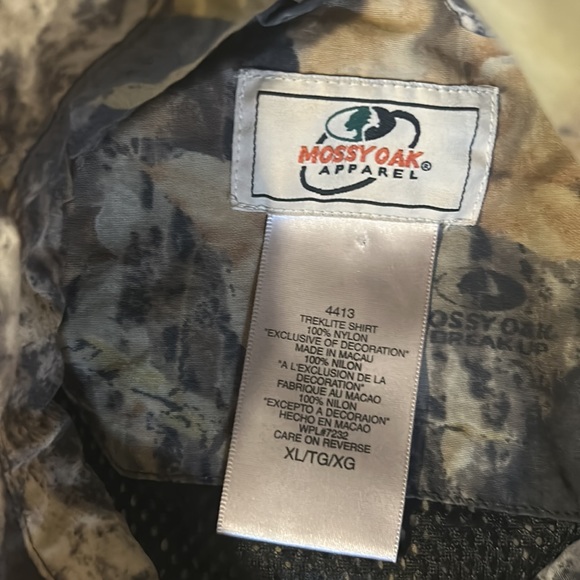 MOSSY OAK®
APPAREL
4413
TREKLITE SHIRT
100% NYLON
"EXCLUSIVE OF DECORATION"
MADE IN MACAU
100% NILON
"A L'EXCLUSION DE LA
DECORATION"
FABRIQUE AU MACAO
100% NILON
"EXCEPTO A DECORAION"
HECHO EN MACAO
WPL#7232
CARE ON REVERSE
XL/TG/XG
OSSY OAK
BREAK-UP